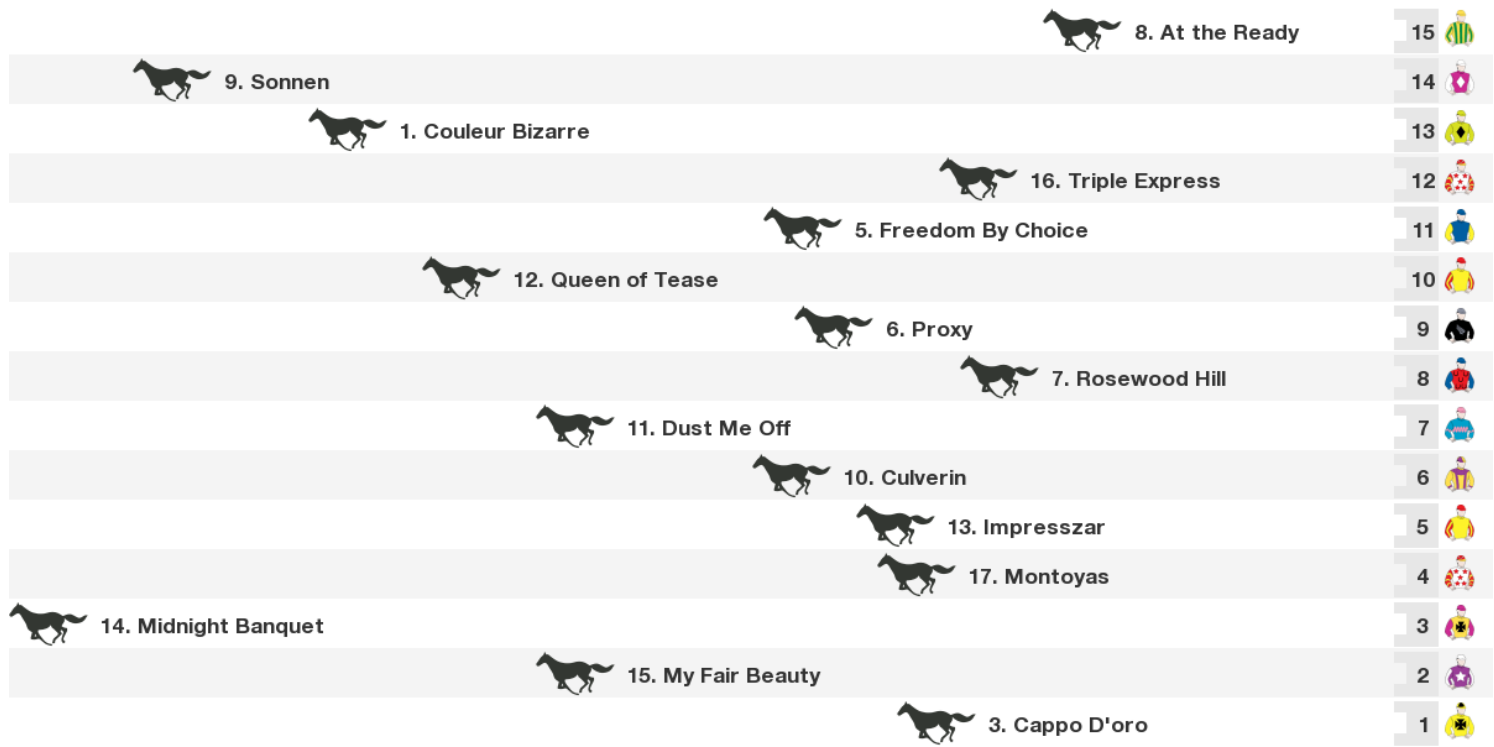 8. At the Ready 15
9. Sonnen 14
1. Couleur Bizarre 13
16. Triple Express 12
5. Freedom By Choice 11
12. Queen of Tease 10
6. Proxy 9
7. Rosewood Hill 8
11. Dust Me Off 7
10. Culverin 6
13. Impresszar 5
17. Montoyas 4
14. Midnight Banquet 3
15. My Fair Beauty 2
3. Cappo D'oro 1